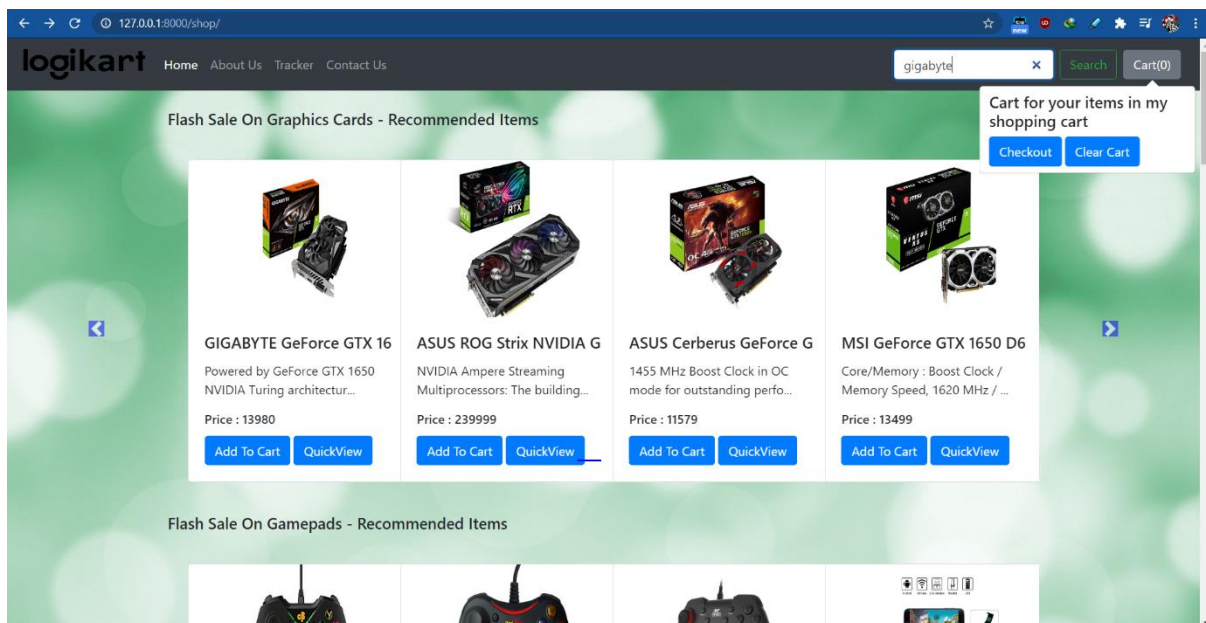 127.0.0.1:8000/shop/
new
logikart
Home About Us Tracker Contact Us
gigabyte
Search
Cart(0)
Cart for your items in my
shopping cart
Checkout Clear Cart
Flash Sale On Graphics Cards - Recommended Items
GIGABYTE GeForce GTX 16
Powered by GeForce GTX 1650
NVIDIA Turing architectur...
Price : 13980
Add To Cart QuickView
ASUS ROG Strix NVIDIA G
NVIDIA Ampere Streaming
Multiprocessors: The building...
Price : 239999
Add To Cart QuickView
ASUS Cerberus GeForce G
1455 MHz Boost Clock in OC
mode for outstanding perfo...
Price : 11579
Add To Cart QuickView
MSI GeForce GTX 1650 D6
Core/Memory : Boost Clock /
Memory Speed, 1620 MHz / ...
Price : 13499
Add To Cart QuickView
Flash Sale On Gamepads - Recommended Items